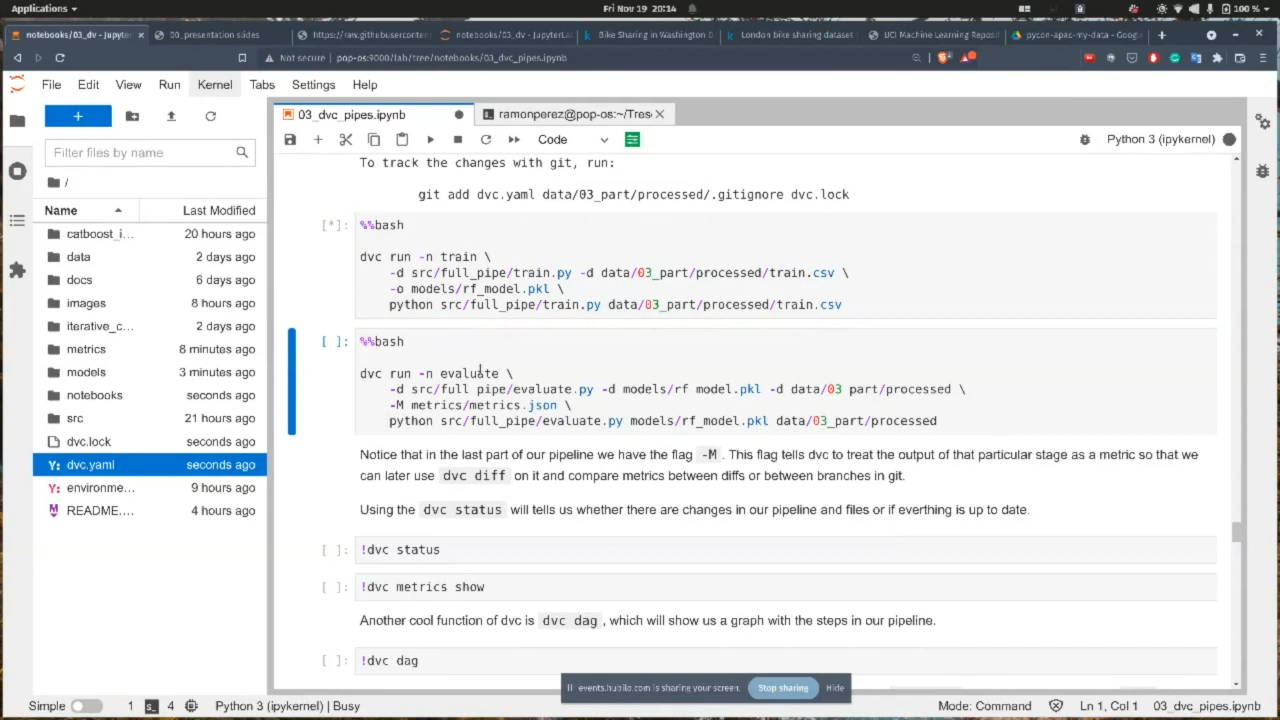 Applications
Fri Nov 19 20:14
100 %
notebooks/03_dv - JupyterL
00_presentation slides
https://raw.githubusercontent
notebooks/03_dv - JupyterLa
Bike Sharing in Washington D
London bike sharing dataset
UCI Machine Learning Reposit
pycon-apac-my-data - Google
Not secure | pop-os:9000/lab/tree/notebooks/03_dvc_pipes.ipynb
File Edit View Run Kernel Tabs Settings Help
03_dvc_pipes.ipynb
ramonperez@pop-os:~/Tres
Code
Python 3 (ipykernel)
Filter files by name
/
Name Last Modified
catboost_i... 20 hours ago
data 2 days ago
docs 6 days ago
images 8 hours ago
iterative_c... 2 days ago
metrics 8 minutes ago
models 3 minutes ago
notebooks seconds ago
src 21 hours ago
dvc.lock seconds ago
Y: dvc.yaml seconds ago
Y: environme... 9 hours ago
README.... 4 hours ago
To track the changes with git, run:
git add dvc.yaml data/03_part/processed/.gitignore dvc.lock
[*]: %%bash
dvc run -n train \
-d src/full_pipe/train.py -d data/03_part/processed/train.csv \
-o models/rf_model.pkl \
python src/full_pipe/train.py data/03_part/processed/train.csv
[ ]: %%bash
dvc run -n evaluate \
-d src/full_pipe/evaluate.py -d models/rf_model.pkl -d data/03_part/processed \
-M metrics/metrics.json \
python src/full_pipe/evaluate.py models/rf_model.pkl data/03_part/processed
Notice that in the last part of our pipeline we have the flag -M . This flag tells dvc to treat the output of that particular stage as a metric so that we
can later use dvc diff on it and compare metrics between diffs or between branches in git.
Using the dvc status will tells us whether there are changes in our pipeline and files or if everthing is up to date.
[ ]: !dvc status
[ ]: !dvc metrics show
Another cool function of dvc is dvc dag , which will show us a graph with the steps in our pipeline.
[ ]: !dvc dag
events.hubilo.com is sharing your screen. Stop sharing Hide
Simple 1 4 Python 3 (ipykernel) | Busy
Mode: Command Ln 1, Col 1 03_dvc_pipes.ipynb